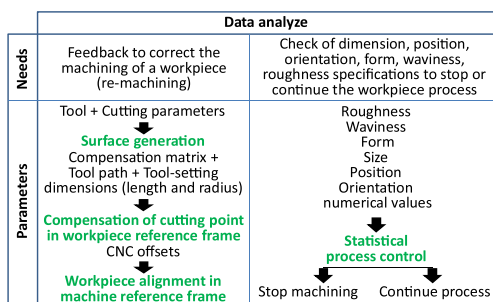 Data analyze
Needs
Feedback to correct the
machining of a workpiece
(re-machining)
Check of dimension, position,
orientation, form, waviness,
roughness specifications to stop or
continue the workpiece process
Parameters
Tool + Cutting parameters
Surface generation
Compensation matrix +
Tool path + Tool-setting
dimensions (length and radius)
Compensation of cutting point
in workpiece reference frame
CNC offsets
Workpiece alignment in
machine reference frame
Roughness
Waviness
Form
Size
Position
Orientation
numerical values
Statistical
process control
Stop machining
Continue process